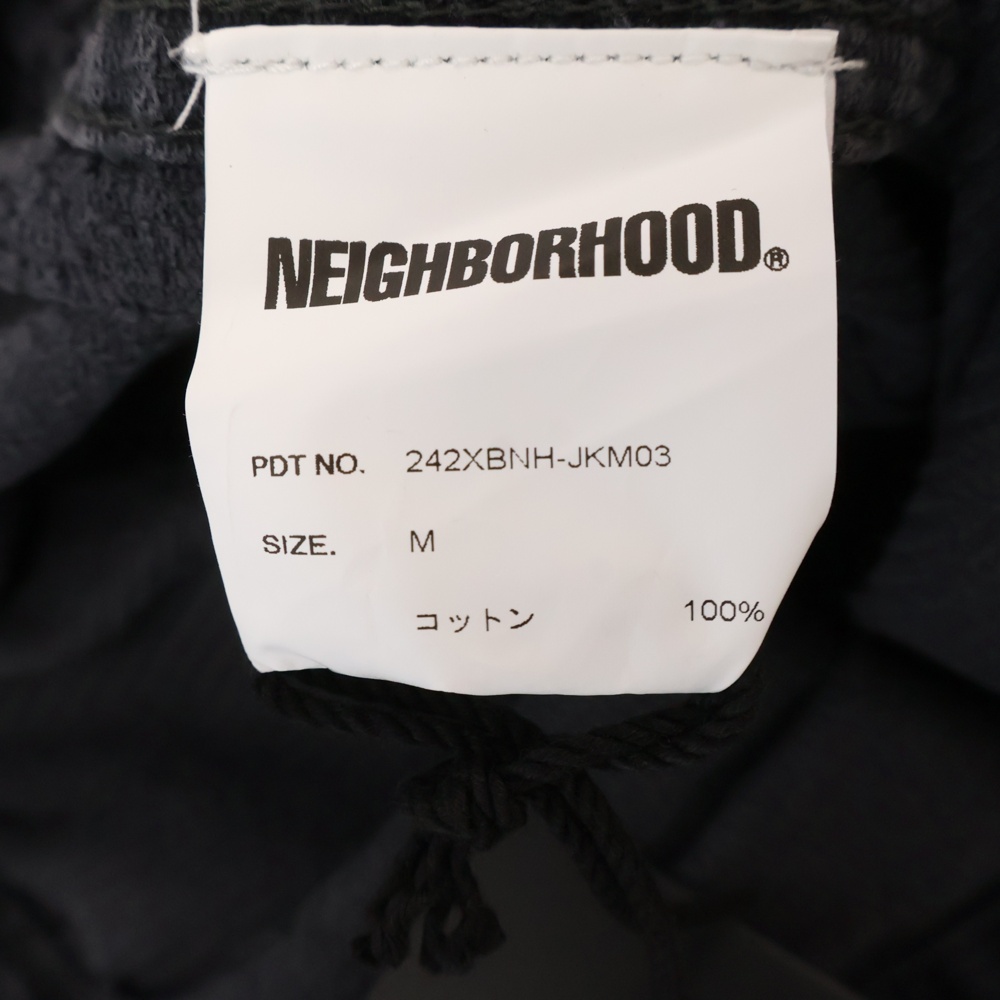 NEIGHBORHOOD®
PDT NO. 242XBNH-JKM03
SIZE. M
コットン 100%